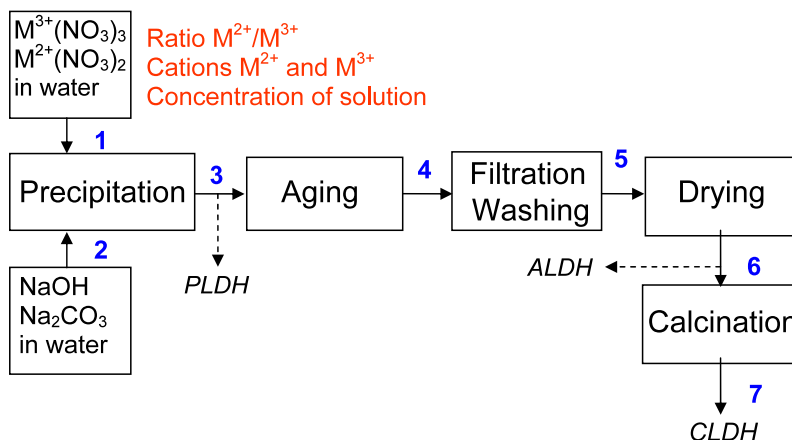 M³⁺(NO₃)₃
M²⁺(NO₃)₂
in water
Ratio M²⁺/M³⁺
Cations M²⁺ and M³⁺
Concentration of solution
1
Precipitation
3
Aging
4
Filtration
Washing
5
Drying
2
NaOH
Na₂CO₃
in water
PLDH
ALDH
6
Calcination
7
CLDH